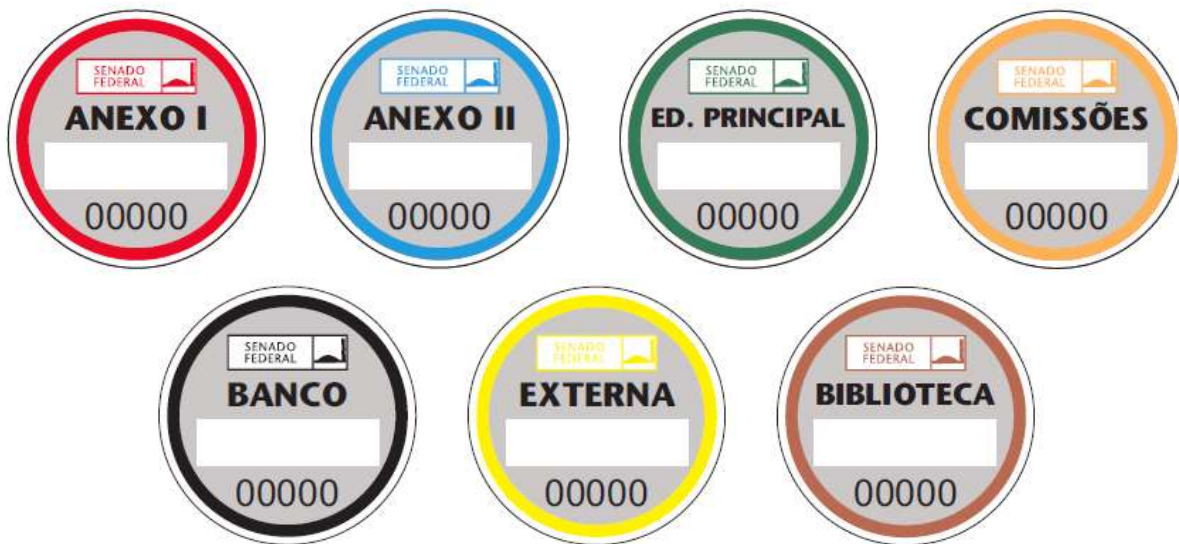 SENADO
FEDERAL
ANEXO I
00000
SENADO
FEDERAL
ANEXO II
00000
SENADO
FEDERAL
ED. PRINCIPAL
00000
SENADO
FEDERAL
COMISSÕES
00000
SENADO
FEDERAL
BANCO
00000
SENADO
FEDERAL
EXTERNA
00000
SENADO
FEDERAL
BIBLIOTECA
00000